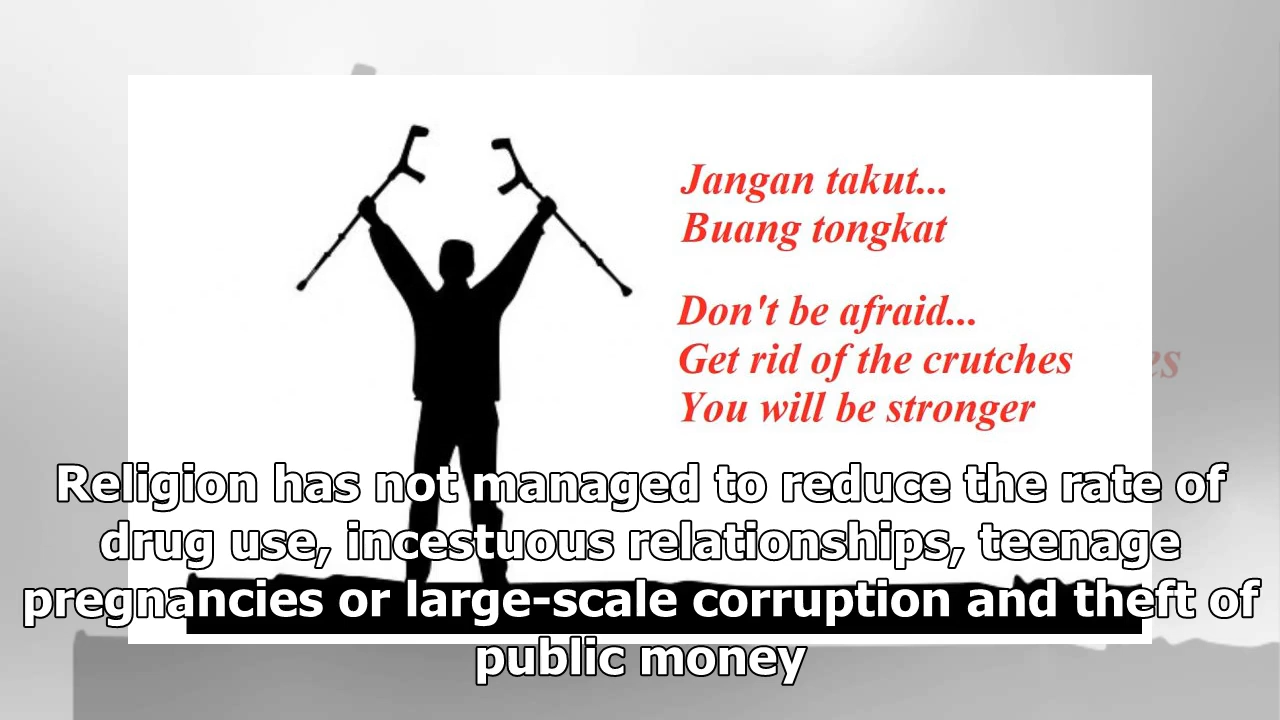 Jangan takut...
Buang tongkat
Don't be afraid...
Get rid of the crutches
You will be stronger
es
Religion has not managed to reduce the rate of
drug use, incestuous relationships, teenage
pregnancies or large-scale corruption and theft of
public money